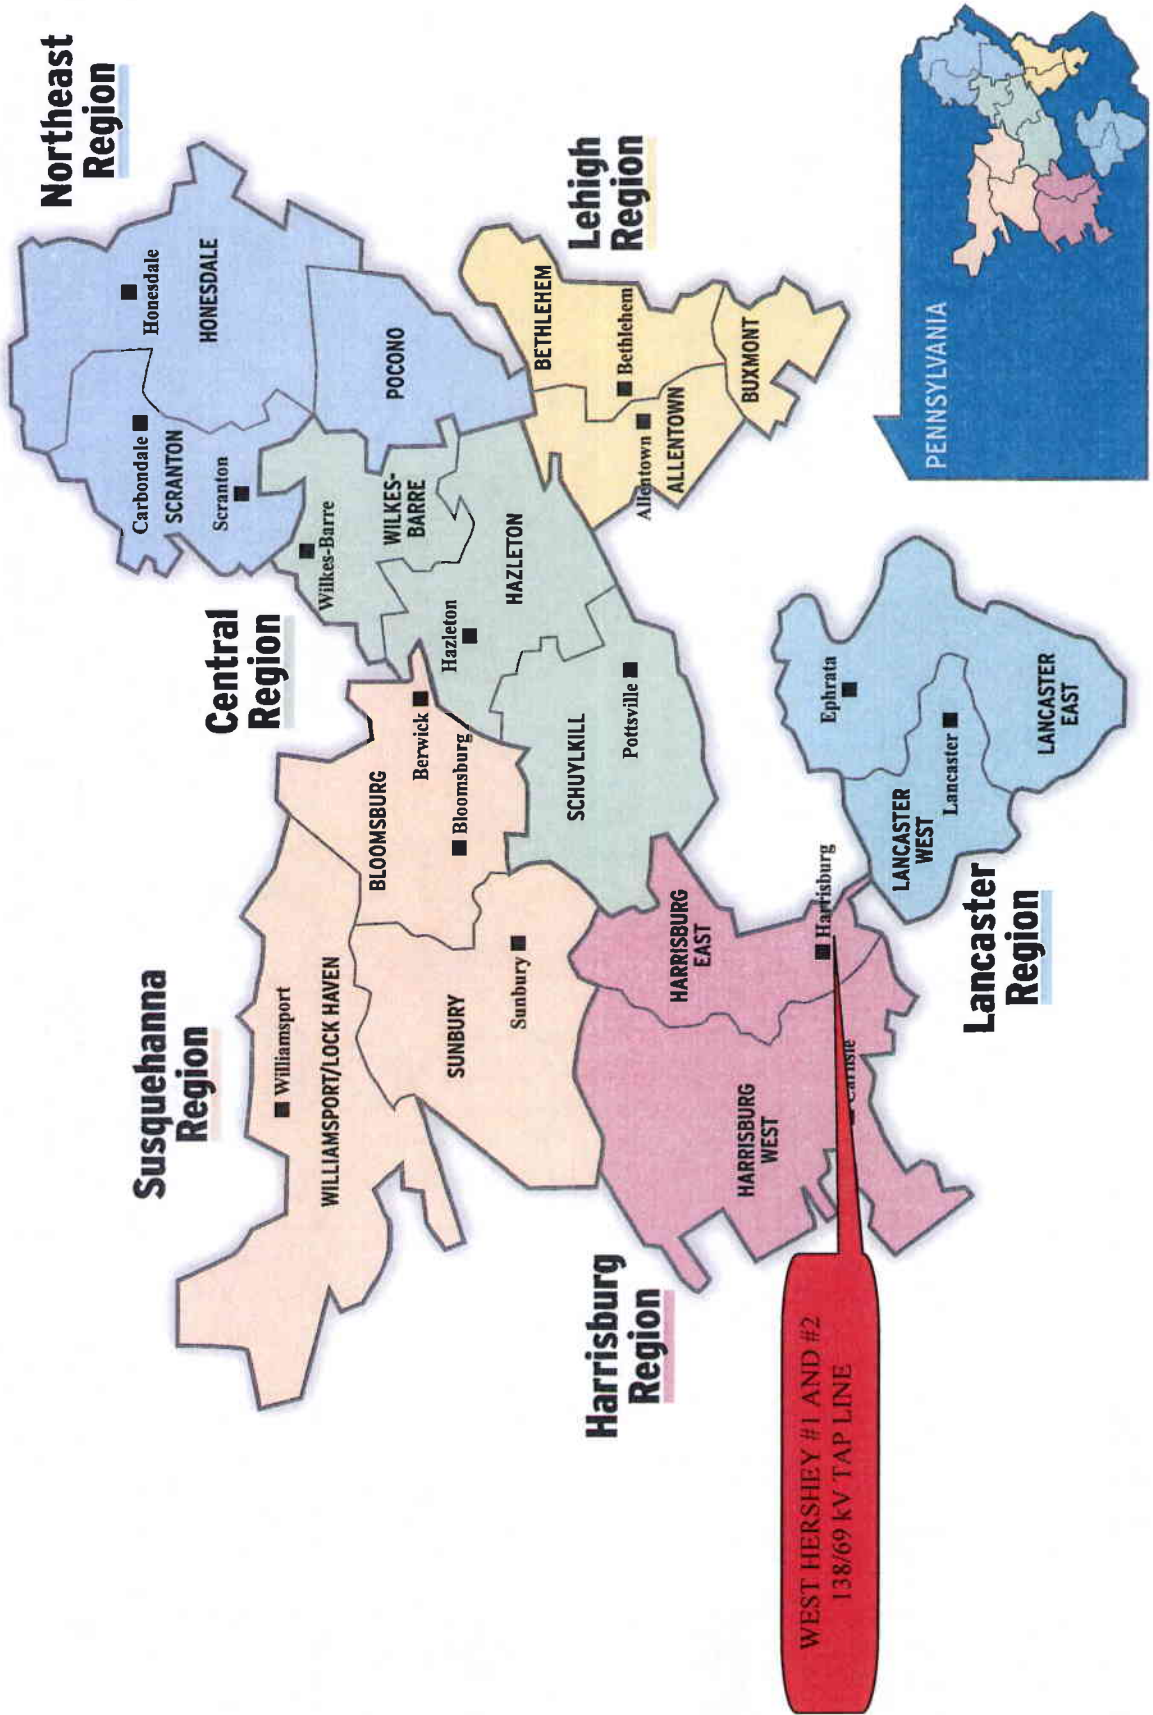 Northeast
Region
Honesdale
HONESDALE
Carbondale
SCRANTON
Scranton
POCONO
Lehigh
Region
BETHLEHEM
Bethlehem
Allentown
ALLENTOWN
BUXMONT
Central
Region
Wilkes-Barre
WILKES-
BARRE
Hazleton
HAZLETON
SCHUYLKILL
Pottsville
Susquehanna
Region
Williamsport
WILLIAMSPORT/LOCK HAVEN
BLOOMSBURG
Berwick
Bloomsburg
SUNBURY
Sunbury
Harrisburg
Region
HARRISBURG
EAST
HARRISBURG
WEST
Harrisburg
Carlisle
Lancaster
Region
Ephrata
LANCASTER
WEST
Lancaster
LANCASTER
EAST
WEST HERSHEY #1 AND #2
138/69 kV TAP LINE
PENNSYLVANIA